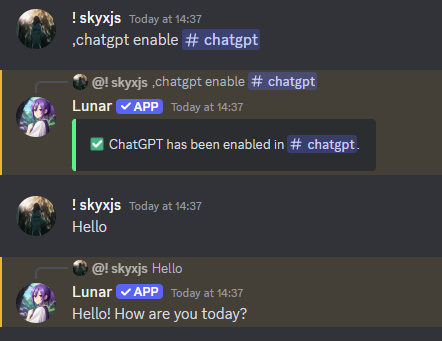 ! skyxjs Today at 14:37
,chatgpt enable # chatgpt
@! skyxjs ,chatgpt enable # chatgpt
Lunar ✓ APP Today at 14:37
✅ ChatGPT has been enabled in # chatgpt.
! skyxjs Today at 14:37
Hello
@! skyxjs Hello
Lunar ✓ APP Today at 14:37
Hello! How are you today?